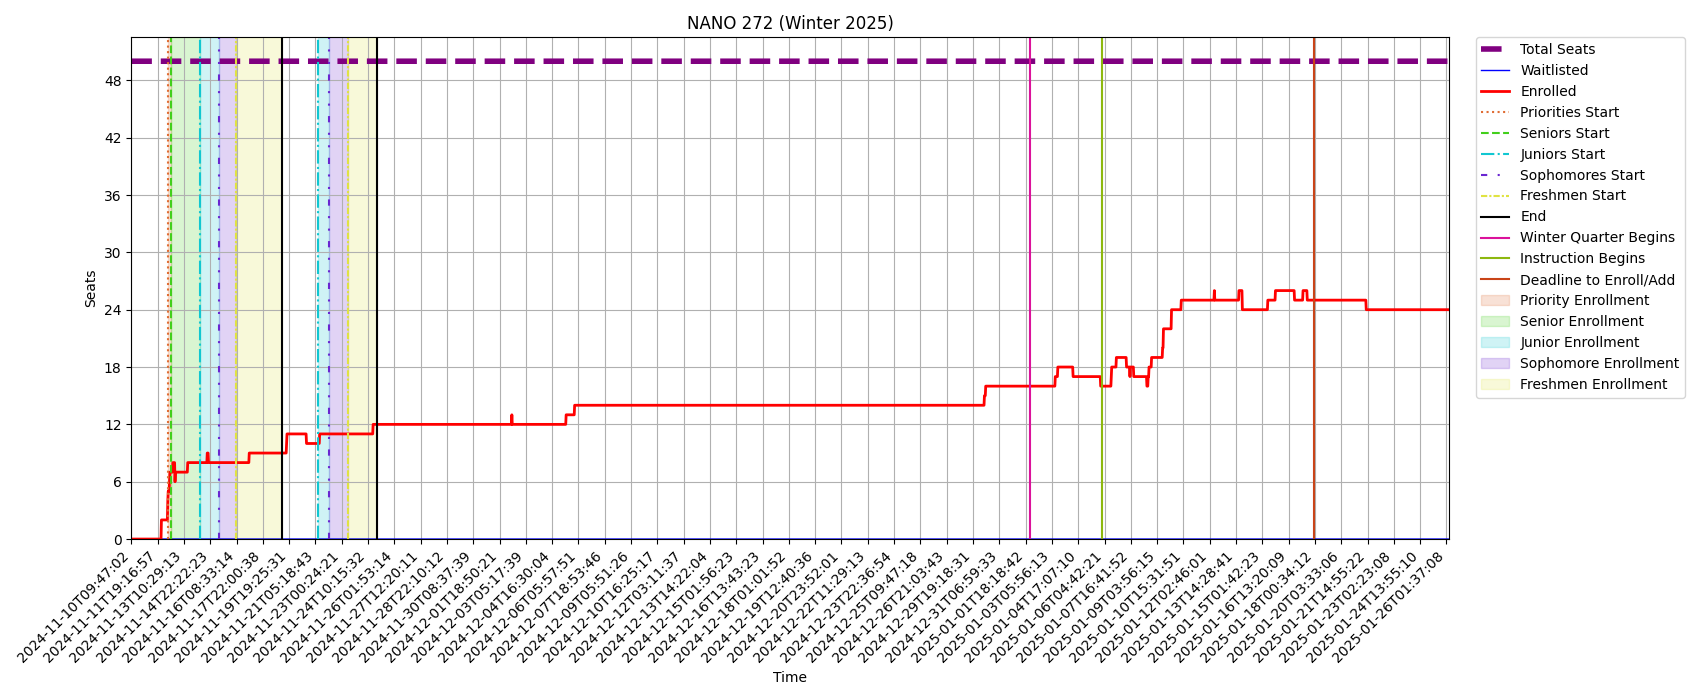 NANO 272 (Winter 2025)
Seats
48
42
36
30
24
18
12
6
0
2024-11-10T09:47:02
2024-11-11T19:16:57
2024-11-13T10:29:13
2024-11-14T22:22:23
2024-11-16T08:33:14
2024-11-17T22:00:38
2024-11-19T19:25:31
2024-11-21T05:18:43
2024-11-23T00:24:21
2024-11-24T10:15:32
2024-11-26T01:53:14
2024-11-27T12:20:11
2024-11-28T22:10:12
2024-11-30T08:37:39
2024-12-01T18:50:21
2024-12-03T05:17:39
2024-12-04T16:30:04
2024-12-06T05:57:51
2024-12-07T18:53:46
2024-12-09T05:51:26
2024-12-10T16:25:17
2024-12-12T03:11:37
2024-12-13T14:22:04
2024-12-15T01:56:23
2024-12-16T13:43:23
2024-12-18T01:01:52
2024-12-19T12:40:36
2024-12-20T23:52:01
2024-12-22T11:29:13
2024-12-23T22:36:54
2024-12-25T09:47:18
2024-12-26T21:03:43
2024-12-29T19:18:31
2024-12-31T06:59:33
2025-01-01T18:18:42
2025-01-03T05:56:13
2025-01-04T17:07:10
2025-01-06T04:42:21
2025-01-07T16:41:52
2025-01-09T03:56:15
2025-01-10T15:31:51
2025-01-12T02:46:01
2025-01-13T14:28:41
2025-01-15T01:42:23
2025-01-16T13:20:09
2025-01-18T00:34:12
2025-01-20T03:33:06
2025-01-21T14:55:22
2025-01-23T02:23:08
2025-01-24T13:55:10
2025-01-26T01:37:08
Time
Total Seats
Waitlisted
Enrolled
Priorities Start
Seniors Start
Juniors Start
Sophomores Start
Freshmen Start
End
Winter Quarter Begins
Instruction Begins
Deadline to Enroll/Add
Priority Enrollment
Senior Enrollment
Junior Enrollment
Sophomore Enrollment
Freshmen Enrollment